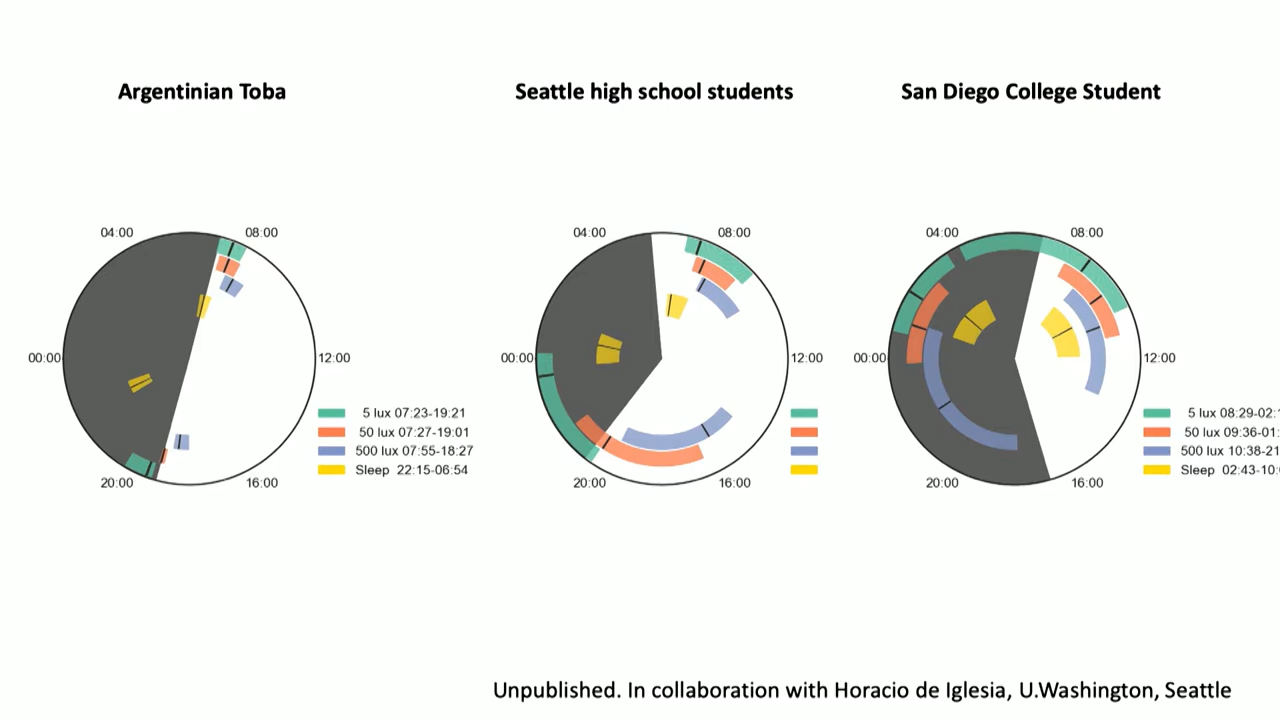 Argentinian Toba
Seattle high school students
San Diego College Student
04:00
08:00
00:00
12:00
20:00
16:00
5 lux 07:23-19:21
50 lux 07:27-19:01
500 lux 07:55-18:27
Sleep 22:15-06:54
04:00
08:00
00:00
12:00
20:00
16:00
04:00
08:00
00:00
12:00
20:00
16:00
5 lux 08:29-02:
50 lux 09:36-01:
500 lux 10:38-21
Sleep 02:43-10:
Unpublished. In collaboration with Horacio de Iglesia, U.Washington, Seattle